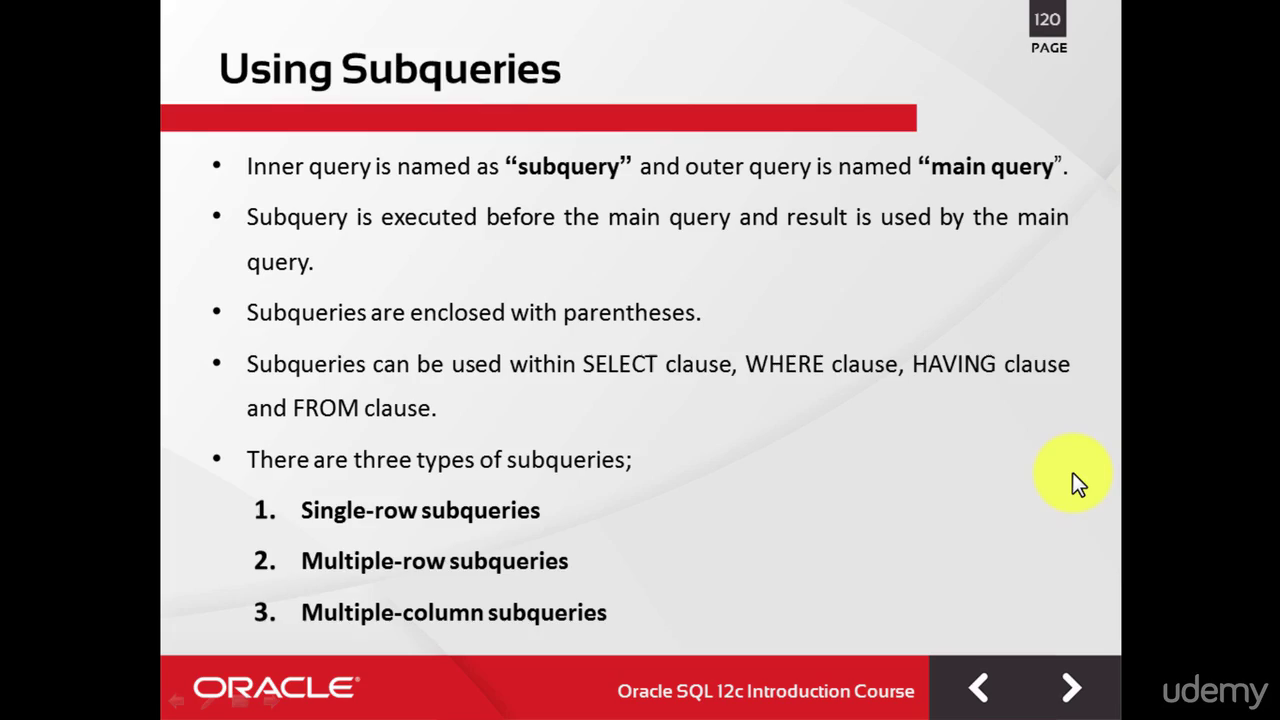 120
PAGE
Using Subqueries
• Inner query is named as “subquery” and outer query is named “main query”.
• Subquery is executed before the main query and result is used by the main
query.
• Subqueries are enclosed with parentheses.
• Subqueries can be used within SELECT clause, WHERE clause, HAVING clause
and FROM clause.
• There are three types of subqueries;
1. Single-row subqueries
2. Multiple-row subqueries
3. Multiple-column subqueries
ORACLE®
Oracle SQL 12c Introduction Course
udemy